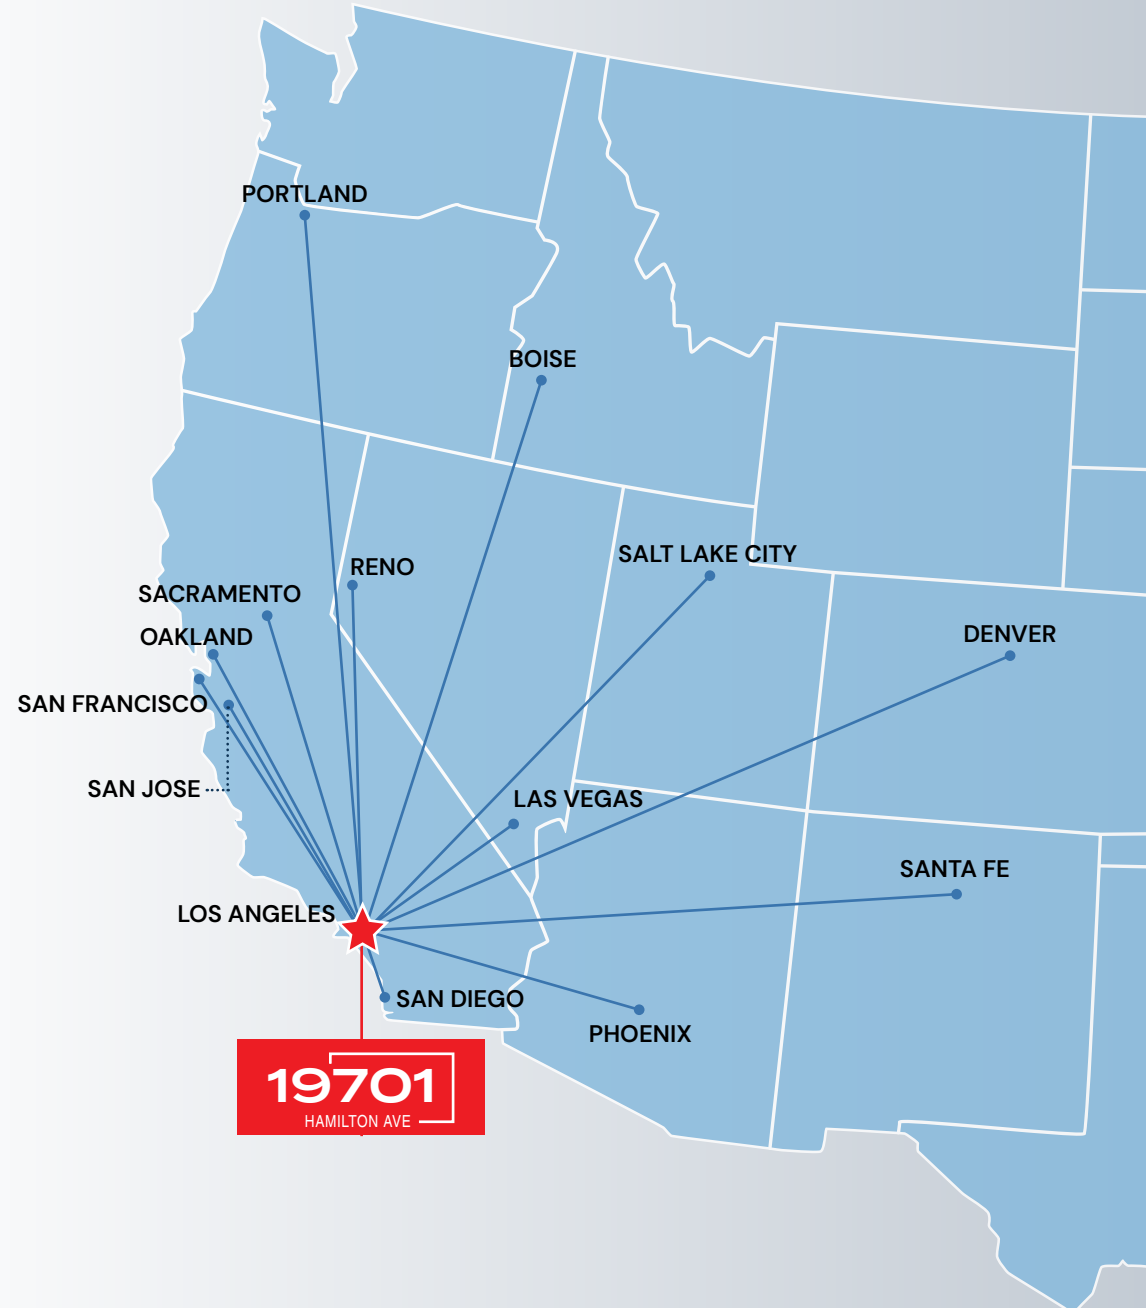 PORTLAND
BOISE
SALT LAKE CITY
RENO
SACRAMENTO
OAKLAND
DENVER
SAN FRANCISCO
SAN JOSE
LAS VEGAS
SANTA FE
LOS ANGELES
SAN DIEGO
PHOENIX
19701
HAMILTON AVE